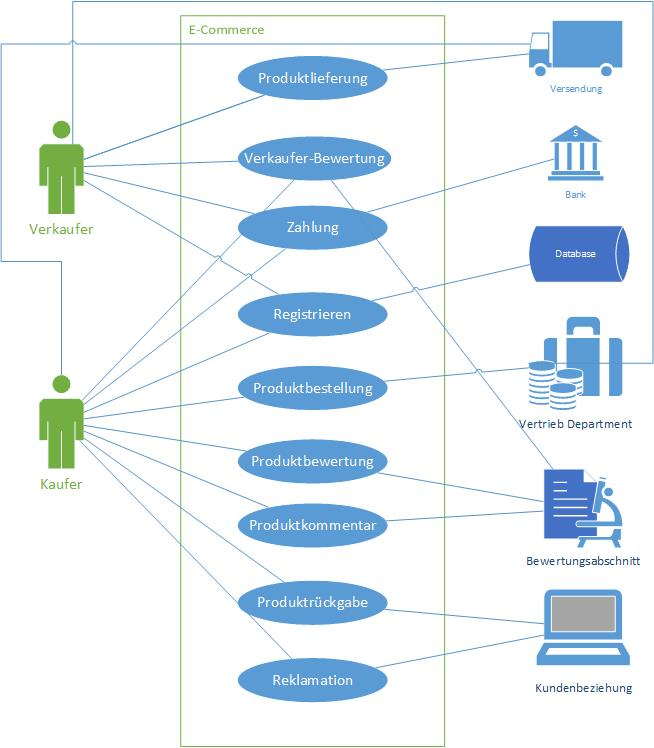 E-Commerce
Produktlieferung
Versendung
Verkaufer-Bewertung
$
Bank
Verkaufer
Zahlung
Database
Registrieren
Produktbestellung
Vertrieb Department
Kaufer
Produktbewertung
Produktkommentar
Bewertungsabschnitt
Produktrückgabe
Reklamation
Kundenbeziehung